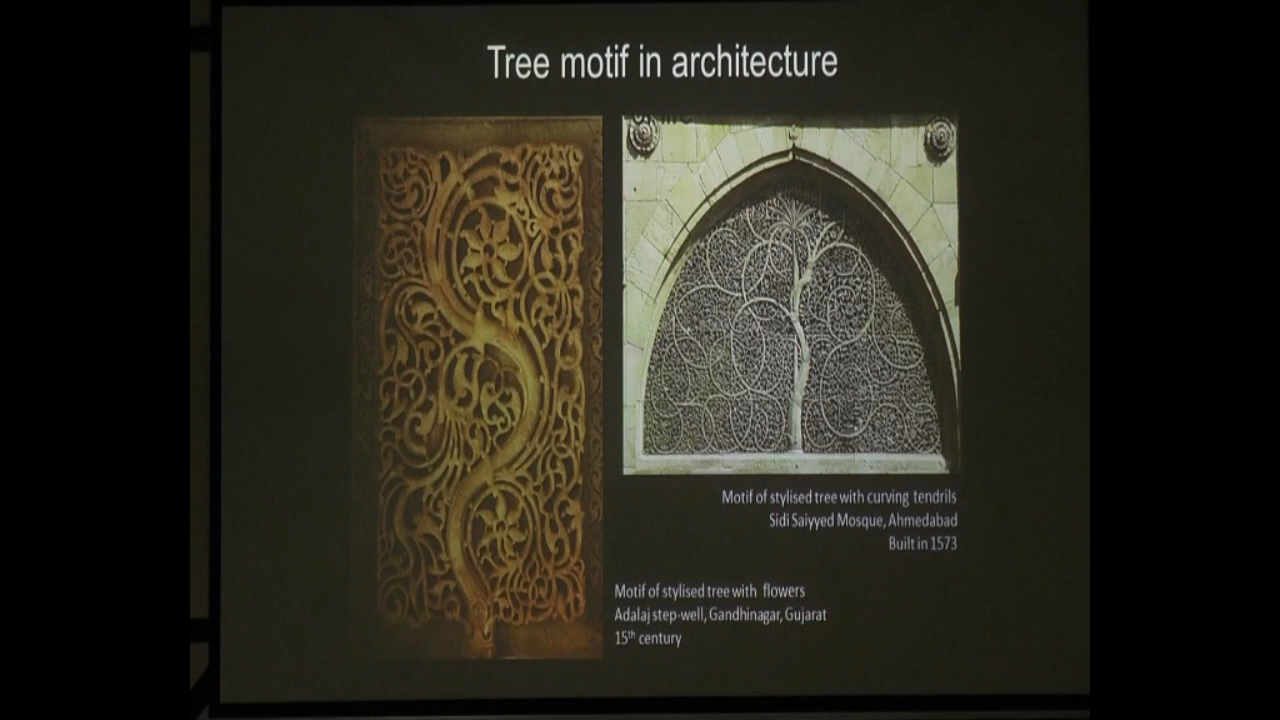 Tree motif in architecture
Motif of stylised tree with curving tendrils
Sidi Saiyyed Mosque, Ahmedabad
Built in 1573
Motif of stylised tree with flowers
Adalaj step-well, Gandhinagar, Gujarat
15th century